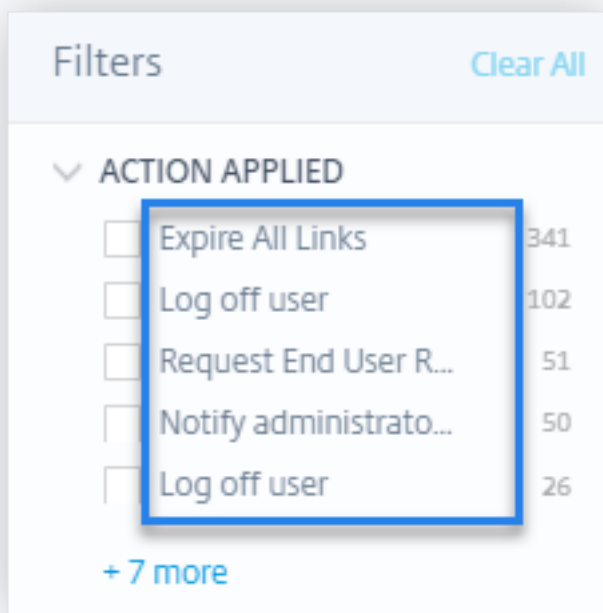 Filters Clear All
ACTION APPLIED
Expire All Links 341
Log off user 102
Request End User R... 51
Notify administrato... 50
Log off user 26
+ 7 more